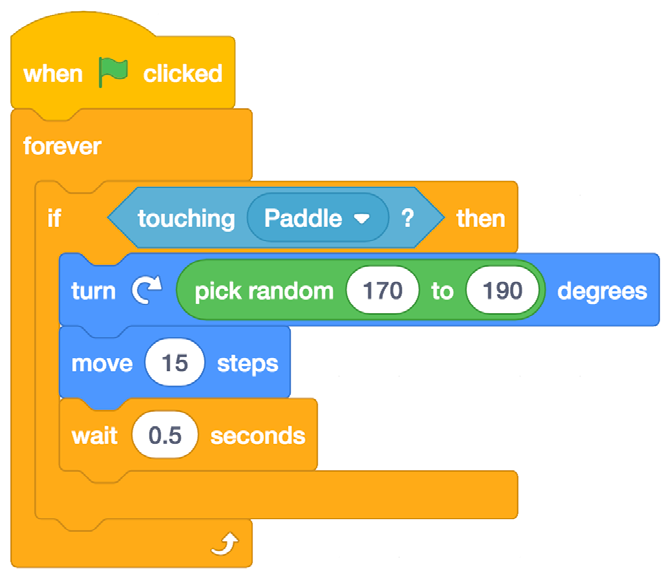 when clicked
forever
if touching Paddle ? then
turn pick random 170 to 190 degrees
move 15 steps
wait 0.5 seconds